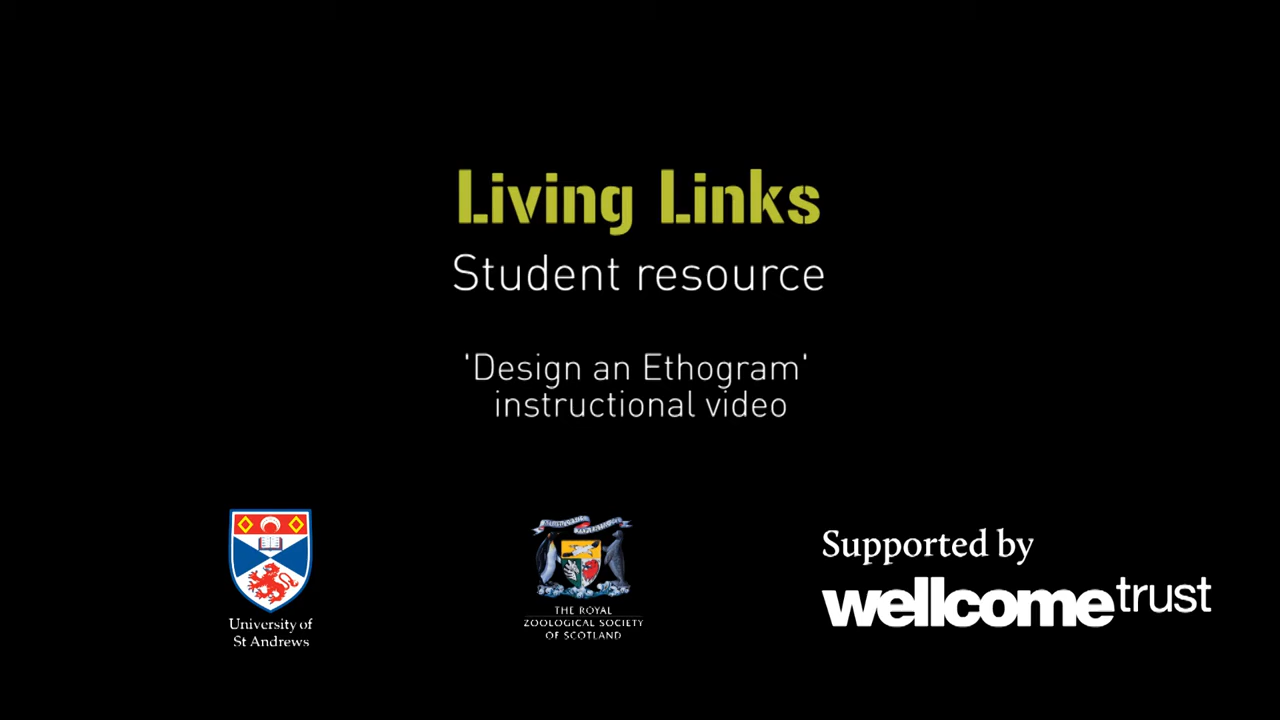 Living Links
Student resource
'Design an Ethogram'
instructional video
University of
St Andrews
THE ROYAL
ZOOLOGICAL SOCIETY
OF SCOTLAND
Supported by
wellcometrust